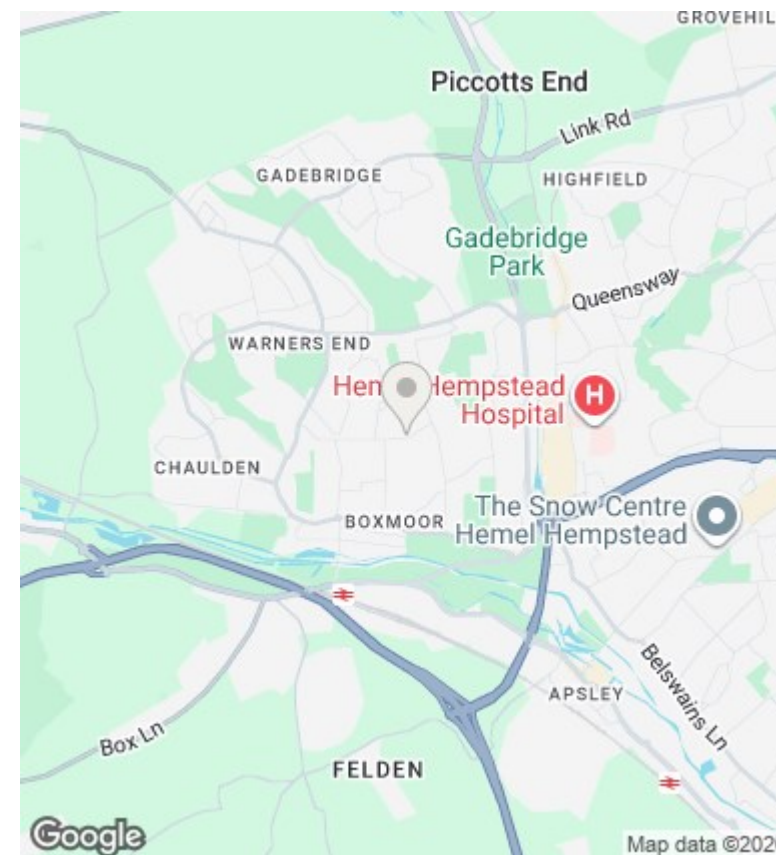 GROVEHIL
Piccotts End
Link Rd
GADEBRIDGE
HIGHFIELD
Gadebridge
Park
Queensway
WARNERS END
Hemel Hempstead
Hospital
H
CHAULDEN
BOXMOOR
The Snow Centre
Hemel Hempstead
Belswains Ln
APSLEY
Box Ln
FELDEN
Google
Map data ©202